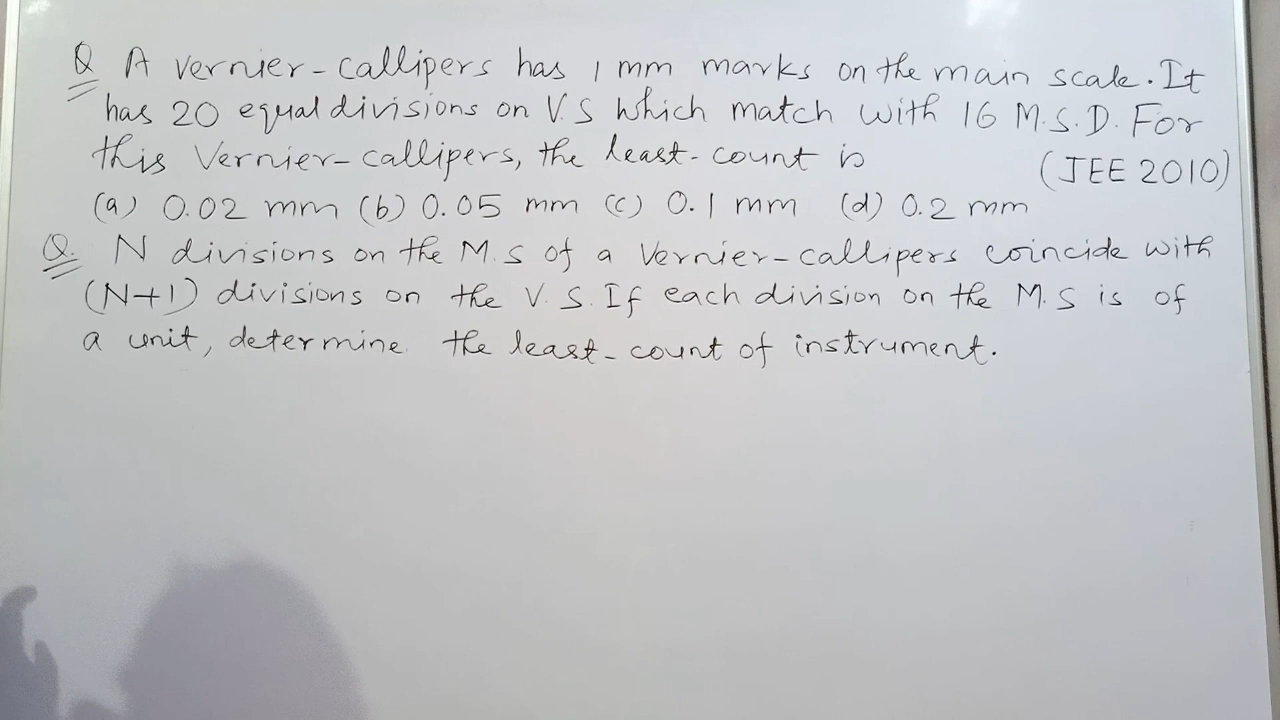 Q A vernier-callipers has 1 mm marks on the main scale. It
has 20 equal divisions on V.S which match with 16 M.S.D. For
this Vernier-callipers, the least-count is (JEE 2010)
(a) 0.02 mm (b) 0.05 mm (c) 0.1 mm (d) 0.2 mm
Q. N divisions on the M.S of a Vernier-callipers coincide with
(N+1) divisions on the V.S. If each division on the M.S is of
a unit, determine the least-count of instrument.